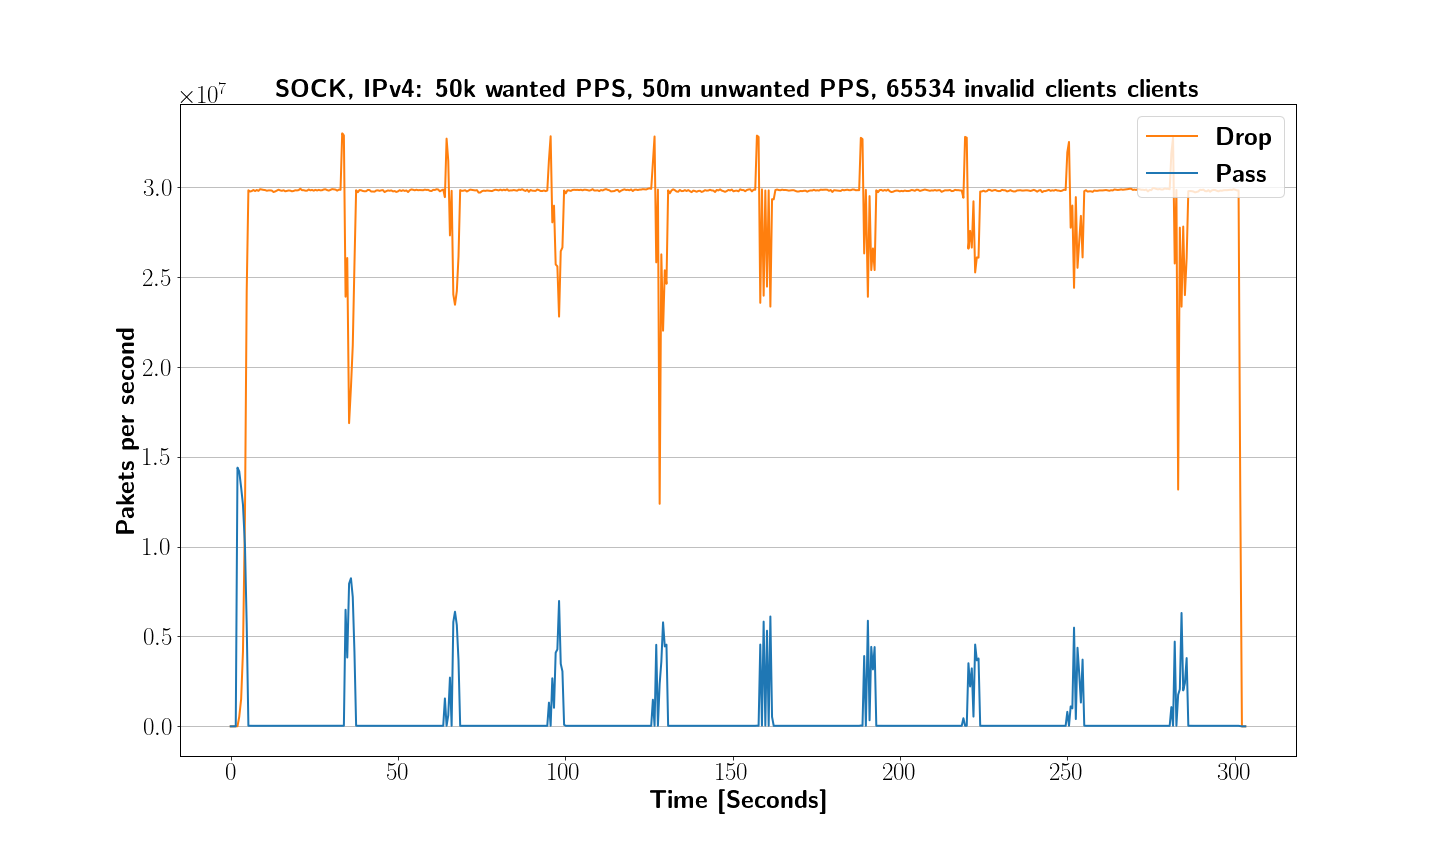 SOCK, IPv4: 50k wanted PPS, 50m unwanted PPS, 65534 invalid clients clients
×10⁷
Drop
Pass
3.0
2.5
2.0
1.5
1.0
0.5
0.0
Pakets per second
0 50 100 150 200 250 300
Time [Seconds]